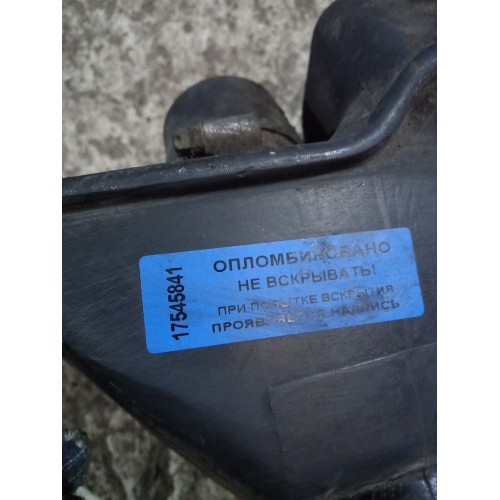 17545841
ОПЛОМБИРОВАНО
НЕ ВСКРЫВАТЬ!
ПРИ ПОПЫТКЕ ВСКРЫТИЯ
ПРОЯВЛЯЕТСЯ НАДПИСЬ